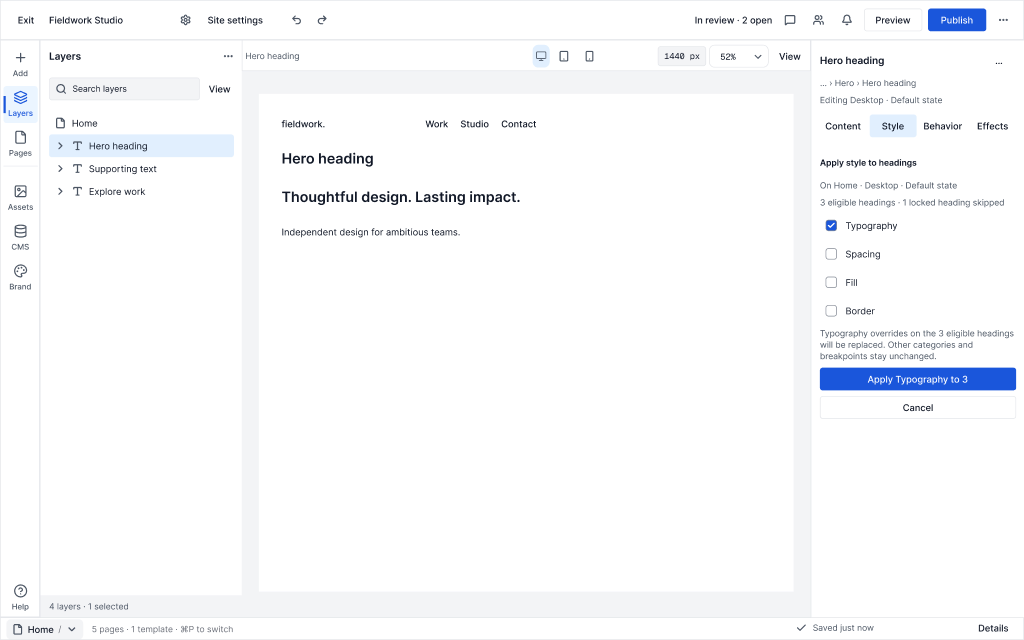 Exit
Fieldwork Studio
Site settings
In review · 2 open
Preview
Publish
Add
Layers
Pages
Assets
CMS
Brand
Help
Layers
Search layers
View
Home
Hero heading
Supporting text
Explore work
4 layers · 1 selected
Hero heading
1440 px
52%
View
fieldwork.
Work
Studio
Contact
Hero heading
Thoughtful design. Lasting impact.
Independent design for ambitious teams.
Hero heading
... › Hero › Hero heading
Editing Desktop · Default state
Content
Style
Behavior
Effects
Apply style to headings
On Home · Desktop · Default state
3 eligible headings · 1 locked heading skipped
Typography
Spacing
Fill
Border
Typography overrides on the 3 eligible headings
will be replaced. Other categories and
breakpoints stay unchanged.
Apply Typography to 3
Cancel
Home /
5 pages · 1 template · ⌘P to switch
Saved just now
Details